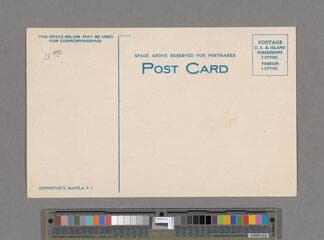 THE SPACE BELOW MAY BE USED
FOR CORRESPONDENCE
SPACE ABOVE RESERVED FOR POSTMARKS
POST CARD
POSTAGE
U. S. & ISLAND
POSSESSIONS
2 CTVOS.
FOREIGN
4 CTVOS.
DENNISTON'S, MANILA, P. I.